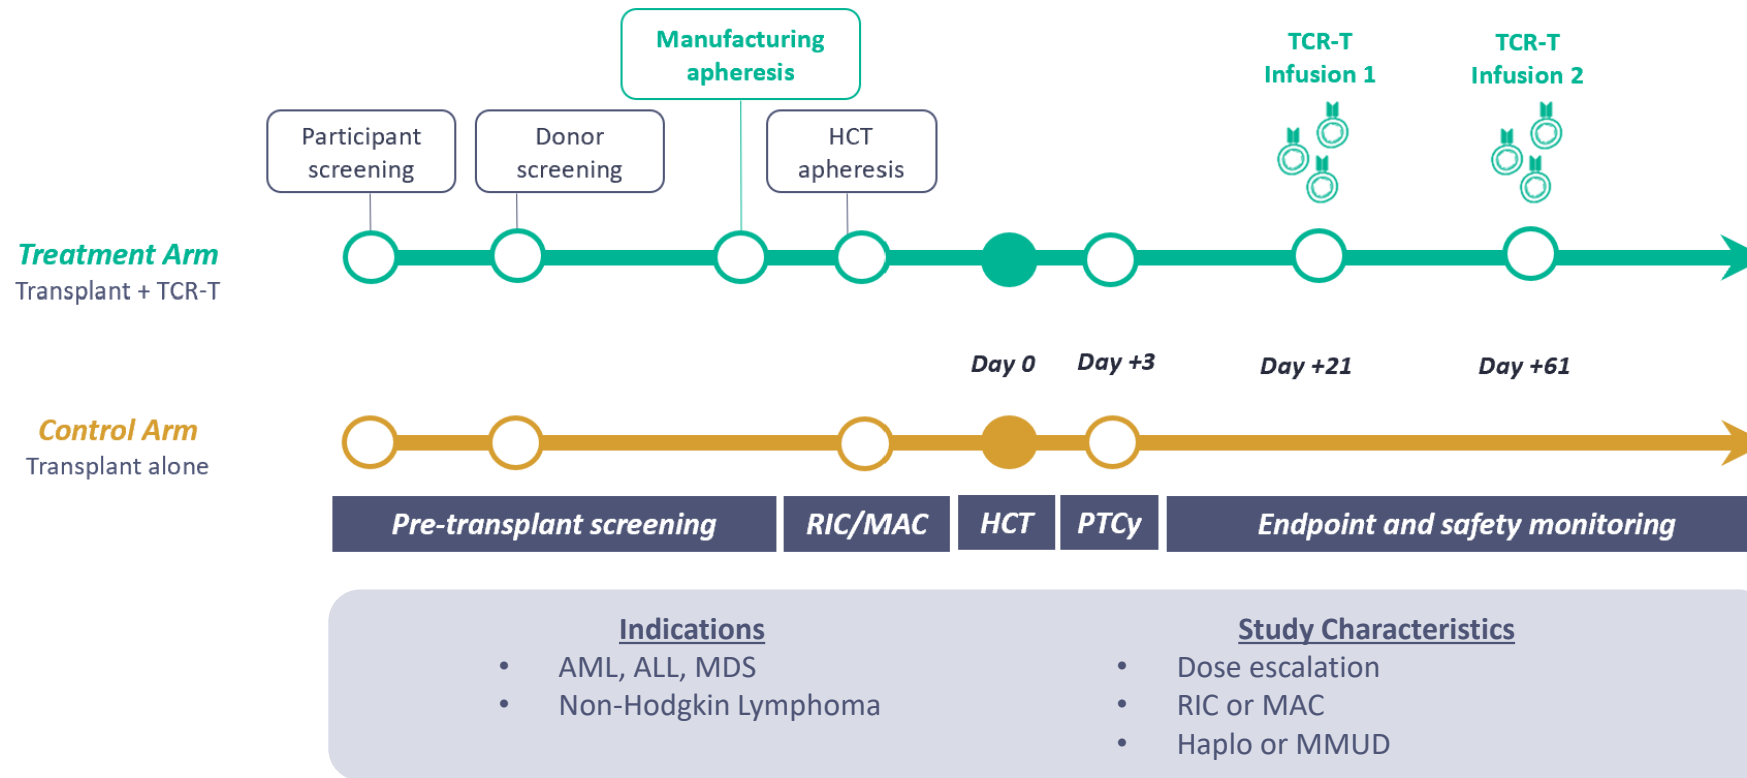 Manufacturing
apheresis
TCR-T
Infusion 1
TCR-T
Infusion 2
Participant
screening
Donor
screening
HCT
apheresis
Treatment Arm
Transplant + TCR-T
Day 0
Day +3
Day +21
Day +61
Control Arm
Transplant alone
Pre-transplant screening
RIC/MAC
HCT
PTCy
Endpoint and safety monitoring
Indications
• AML, ALL, MDS
• Non-Hodgkin Lymphoma
Study Characteristics
• Dose escalation
• RIC or MAC
• Haplo or MMUD